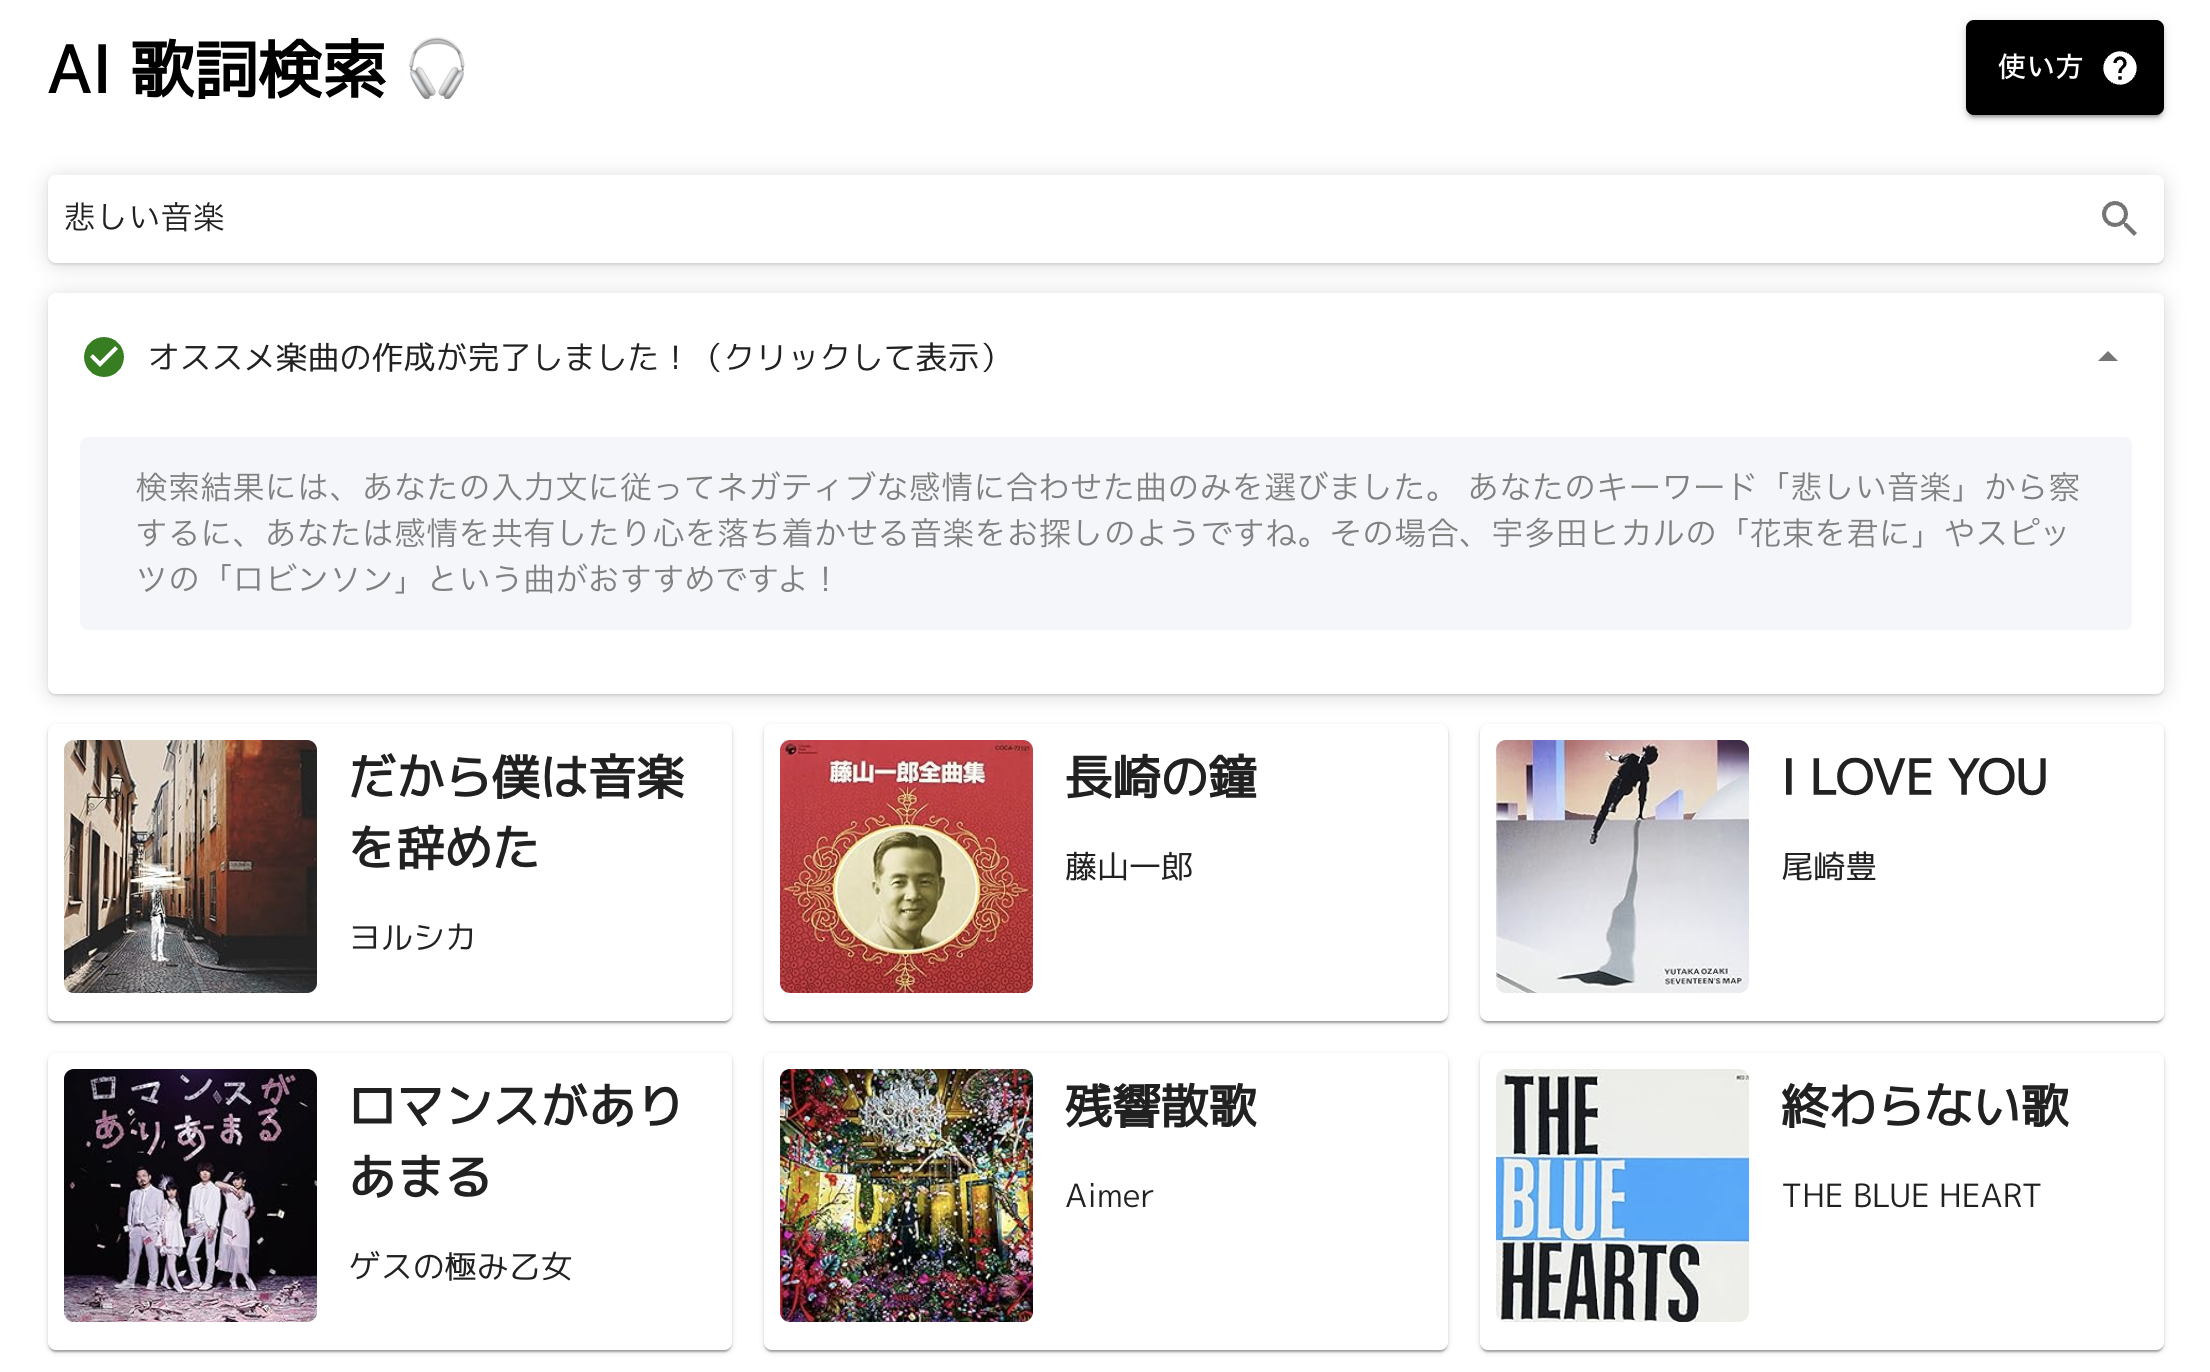 AI 歌詞検索
使い方
悲しい音楽
オススメ楽曲の作成が完了しました！（クリックして表示）
検索結果には、あなたの入力文に従ってネガティブな感情に合わせた曲のみを選びました。 あなたのキーワード「悲しい音楽」から察
するに、あなたは感情を共有したり心を落ち着かせる音楽をお探しのようですね。その場合、宇多田ヒカルの「花束を君に」やスピッ
ツの「ロビンソン」という曲がおすすめですよ！
だから僕は音楽
を辞めた
ヨルシカ
COCA-72121
藤山一郎全曲集
長崎の鐘
藤山一郎
YUTAKA OZAKI
SEVENTEEN'S MAP
I LOVE YOU
尾崎豊
ロマンスが
ありあまる
ロマンスがあり
あまる
ゲスの極み乙女
残響散歌
Aimer
THE
BLUE
HEARTS
終わらない歌
THE BLUE HEART